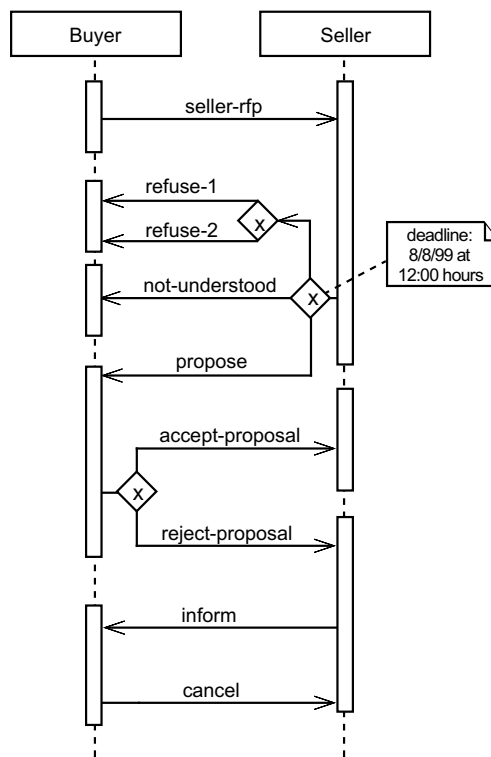 Buyer
Seller
seller-rfp
refuse-1
x
refuse-2
deadline:
8/8/99 at
12:00 hours
not-understood
x
propose
accept-proposal
x
reject-proposal
inform
cancel